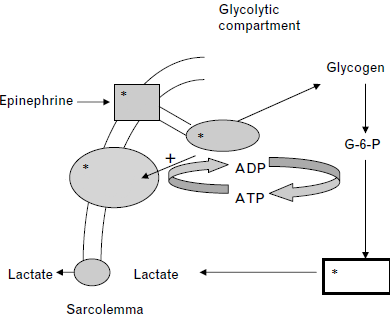 Glycolytic
compartment
Glycogen
*
Epinephrine
*
G-6-P
*
+
ADP
ATP
Lactate
Lactate
*
Sarcolemma